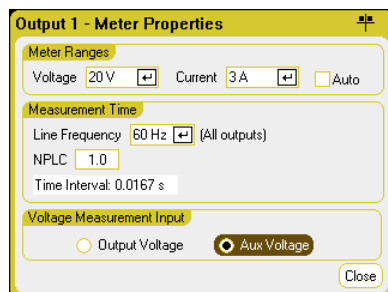 Output 1 - Meter Properties
Meter Ranges
Voltage 20 V Current 3 A Auto
Measurement Time
Line Frequency 60 Hz (All outputs)
NPLC 1.0
Time Interval: 0.0167 s
Voltage Measurement Input
Output Voltage Aux Voltage
Close